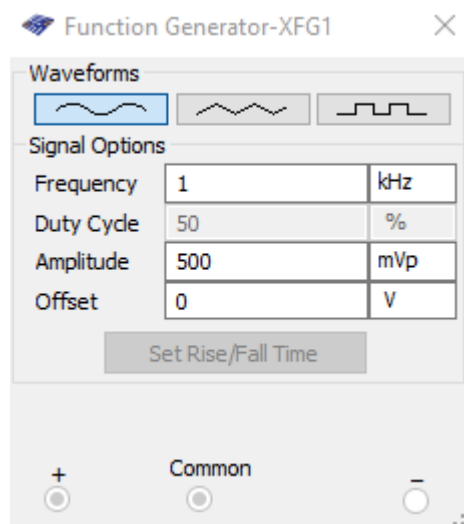 Function Generator-XFG1
Waveforms
Signal Options
Frequency 1 kHz
Duty Cycle 50 %
Amplitude 500 mVp
Offset 0 V
Set Rise/Fall Time
+ Common −